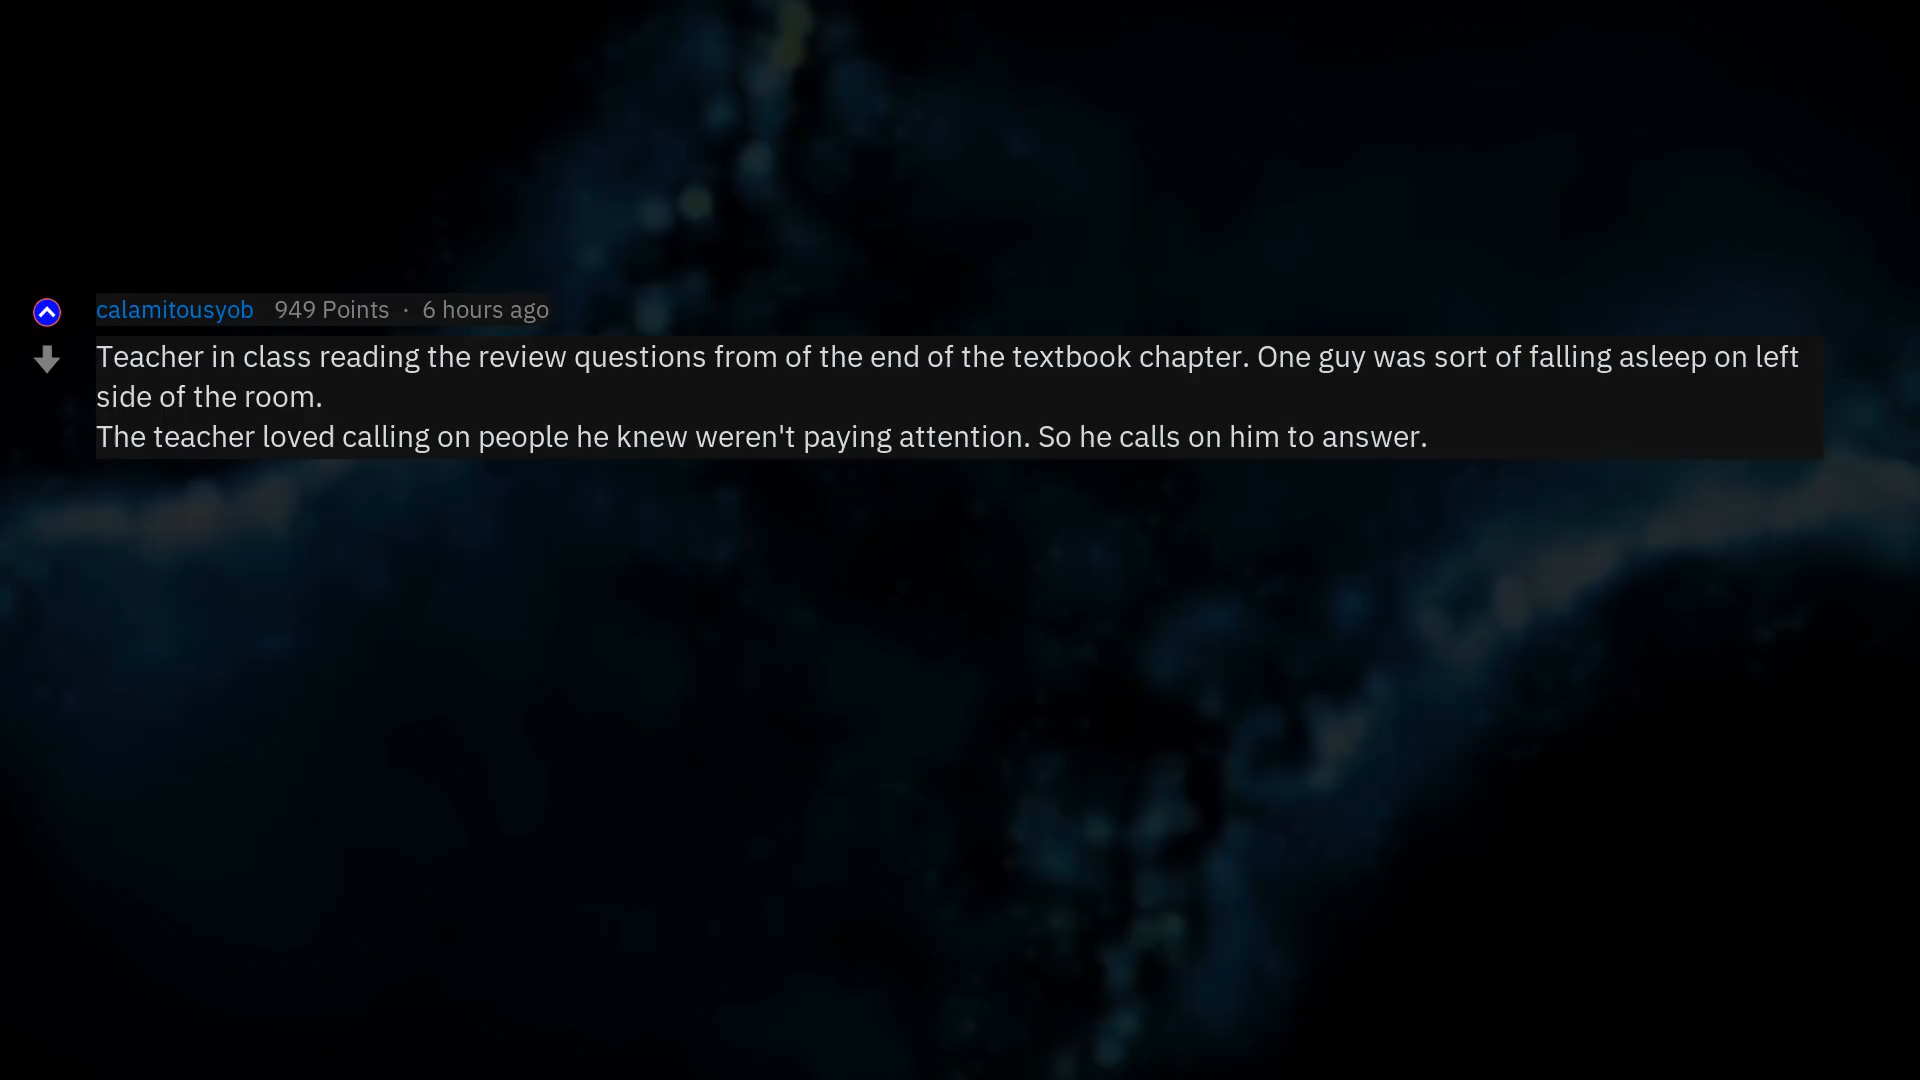 calamitousyob 949 Points · 6 hours ago
Teacher in class reading the review questions from of the end of the textbook chapter. One guy was sort of falling asleep on left
side of the room.
The teacher loved calling on people he knew weren't paying attention. So he calls on him to answer.